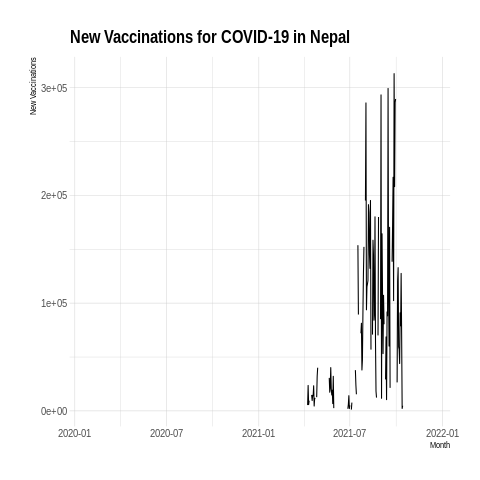 New Vaccinations for COVID-19 in Nepal
New Vaccinations
3e+05
2e+05
1e+05
0e+00
2020-01 2020-07 2021-01 2021-07 2022-01
Month